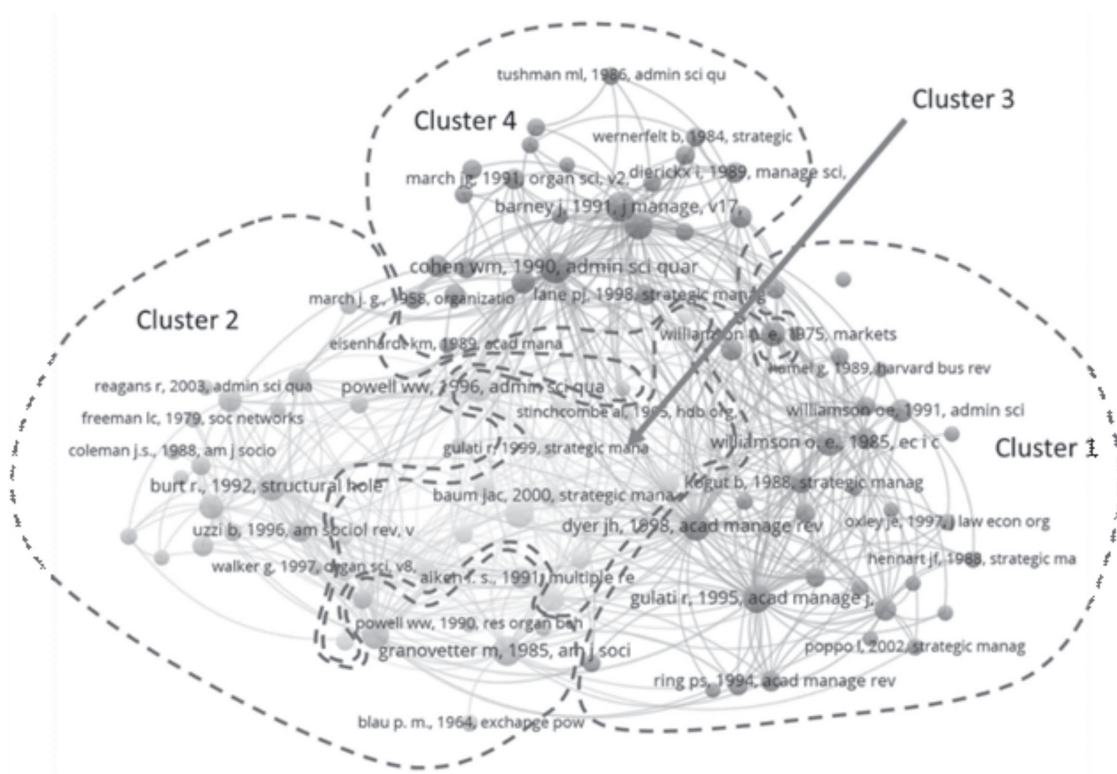 tushman ml, 1986, admin sci qu
Cluster 3
Cluster 4
wernerfelt b, 1984, strategic
dierickx i, 1989, manage sci,
march jg, 1991, organ sci, v2,
barney j, 1991, j manage, v17,
cohen wm, 1990, admin sci quar
lane pj, 1998, strategic manag
march j. g., 1958, organizatio
Cluster 2
williamson o. e., 1975, markets
eisenhardt km, 1989, acad mana
hamel g, 1989, harvard bus rev
reagans r, 2003, admin sci qua
powell ww, 1996, admin sci qua
stinchcombe al, 1965, hdb org,
williamson oe, 1991, admin sci
freeman lc, 1979, soc networks
williamson o. e., 1985, ec i c
coleman j.s., 1988, am j socio
gulati r, 1999, strategic mana
Cluster 1
burt r., 1992, structural hole
kogut b, 1988, strategic manag
baum jac, 2000, strategic mana
uzzi b, 1996, am sociol rev, v
dyer jh, 1998, acad manage rev
oxley je, 1997, j law econ org
walker g, 1997, organ sci, v8,
hennart jf, 1988, strategic ma
aiken l. s., 1991, multiple re
gulati r, 1995, acad manage j,
powell ww, 1990, res organ beh
granovetter m, 1985, am j soci
poppo l, 2002, strategic manag
ring ps, 1994, acad manage rev
blau p. m., 1964, exchange pow